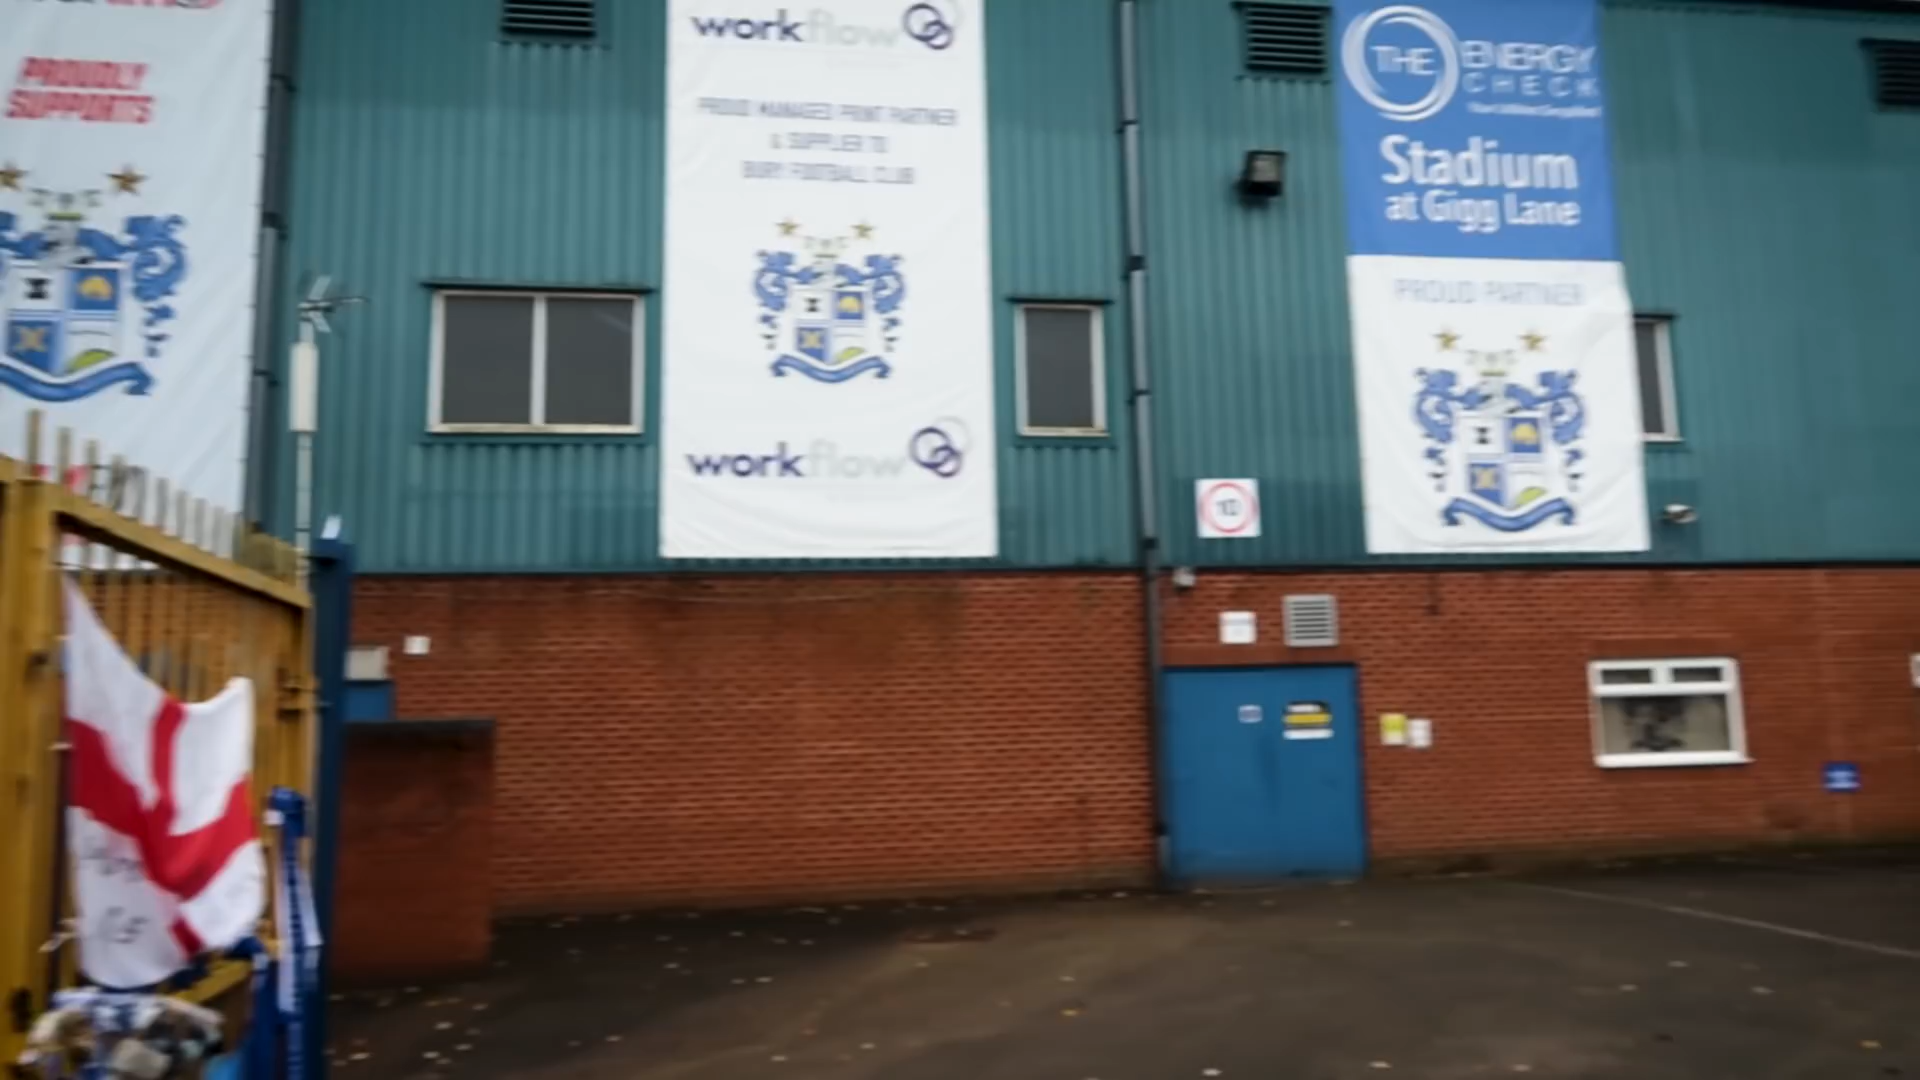 PROUDLY
SUPPORTS
workflow
PROUD MANAGED PRINT PARTNER
& SUPPLIER TO
BURY FOOTBALL CLUB
workflow
THE ENERGY
CHECK
Stadium
at Gigg Lane
PROUD PARTNER
10